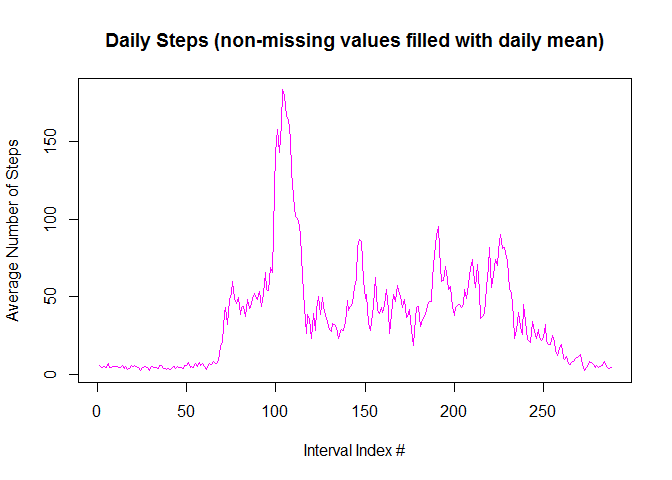 Daily Steps (non-missing values filled with daily mean)
Average Number of Steps
150
100
50
0
0 50 100 150 200 250
Interval Index #